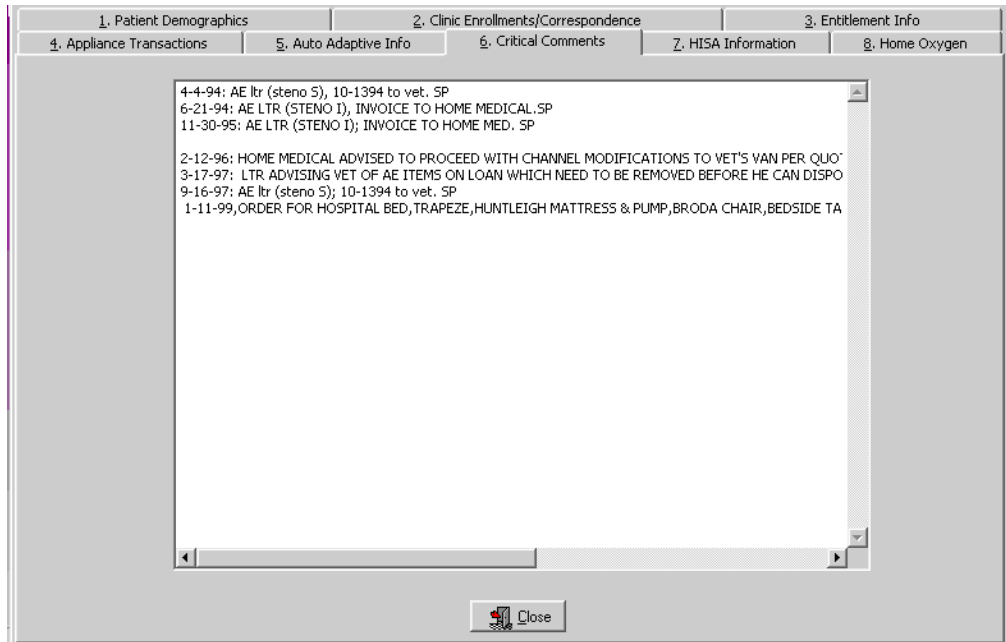 1. Patient Demographics
2. Clinic Enrollments/Correspondence
3. Entitlement Info
4. Appliance Transactions
5. Auto Adaptive Info
6. Critical Comments
7. HISA Information
8. Home Oxygen
4-4-94: AE ltr (steno S), 10-1394 to vet. SP
6-21-94: AE LTR (STENO I), INVOICE TO HOME MEDICAL.SP
11-30-95: AE LTR (STENO I); INVOICE TO HOME MED. SP
2-12-96: HOME MEDICAL ADVISED TO PROCEED WITH CHANNEL MODIFICATIONS TO VET'S VAN PER
3-17-97: LTR ADVISING VET OF AE ITEMS ON LOAN WHICH NEED TO BE REMOVED BEFORE HE CAN DISPO
9-16-97: AE ltr (steno S); 10-1394 to vet. SP
1-11-99,ORDER FOR HOSPITAL BED,TRAPEZE,HUNTLEIGH MATTRESS & PUMP,BRODA CHAIR,BEDSIDE TA
Close